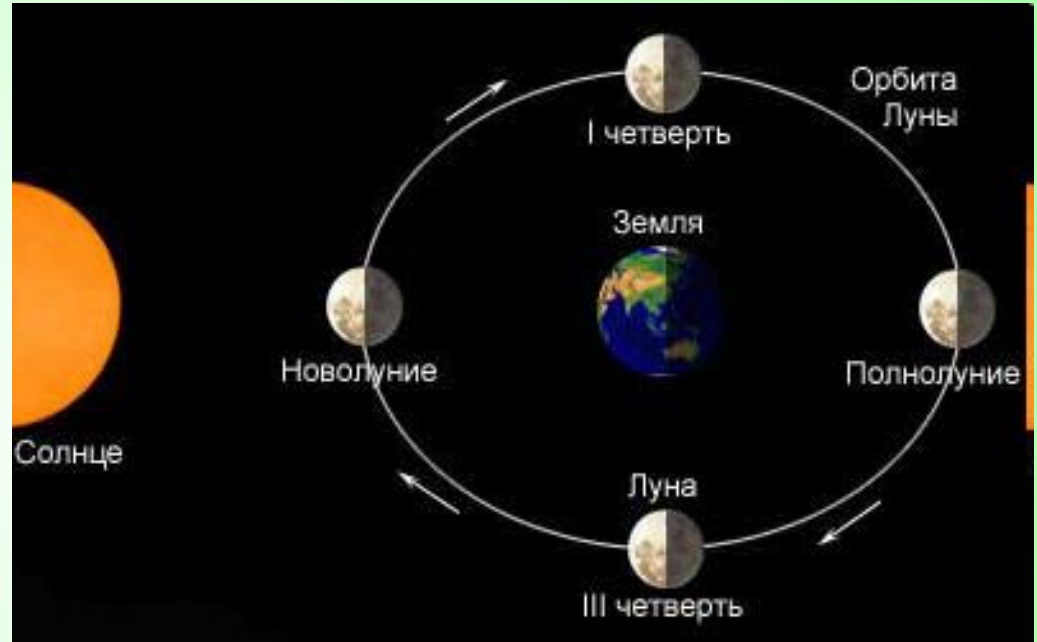 Орбита
Луны
I четверть
Земля
Новолуние
Полнолуние
Солнце
Луна
III четверть